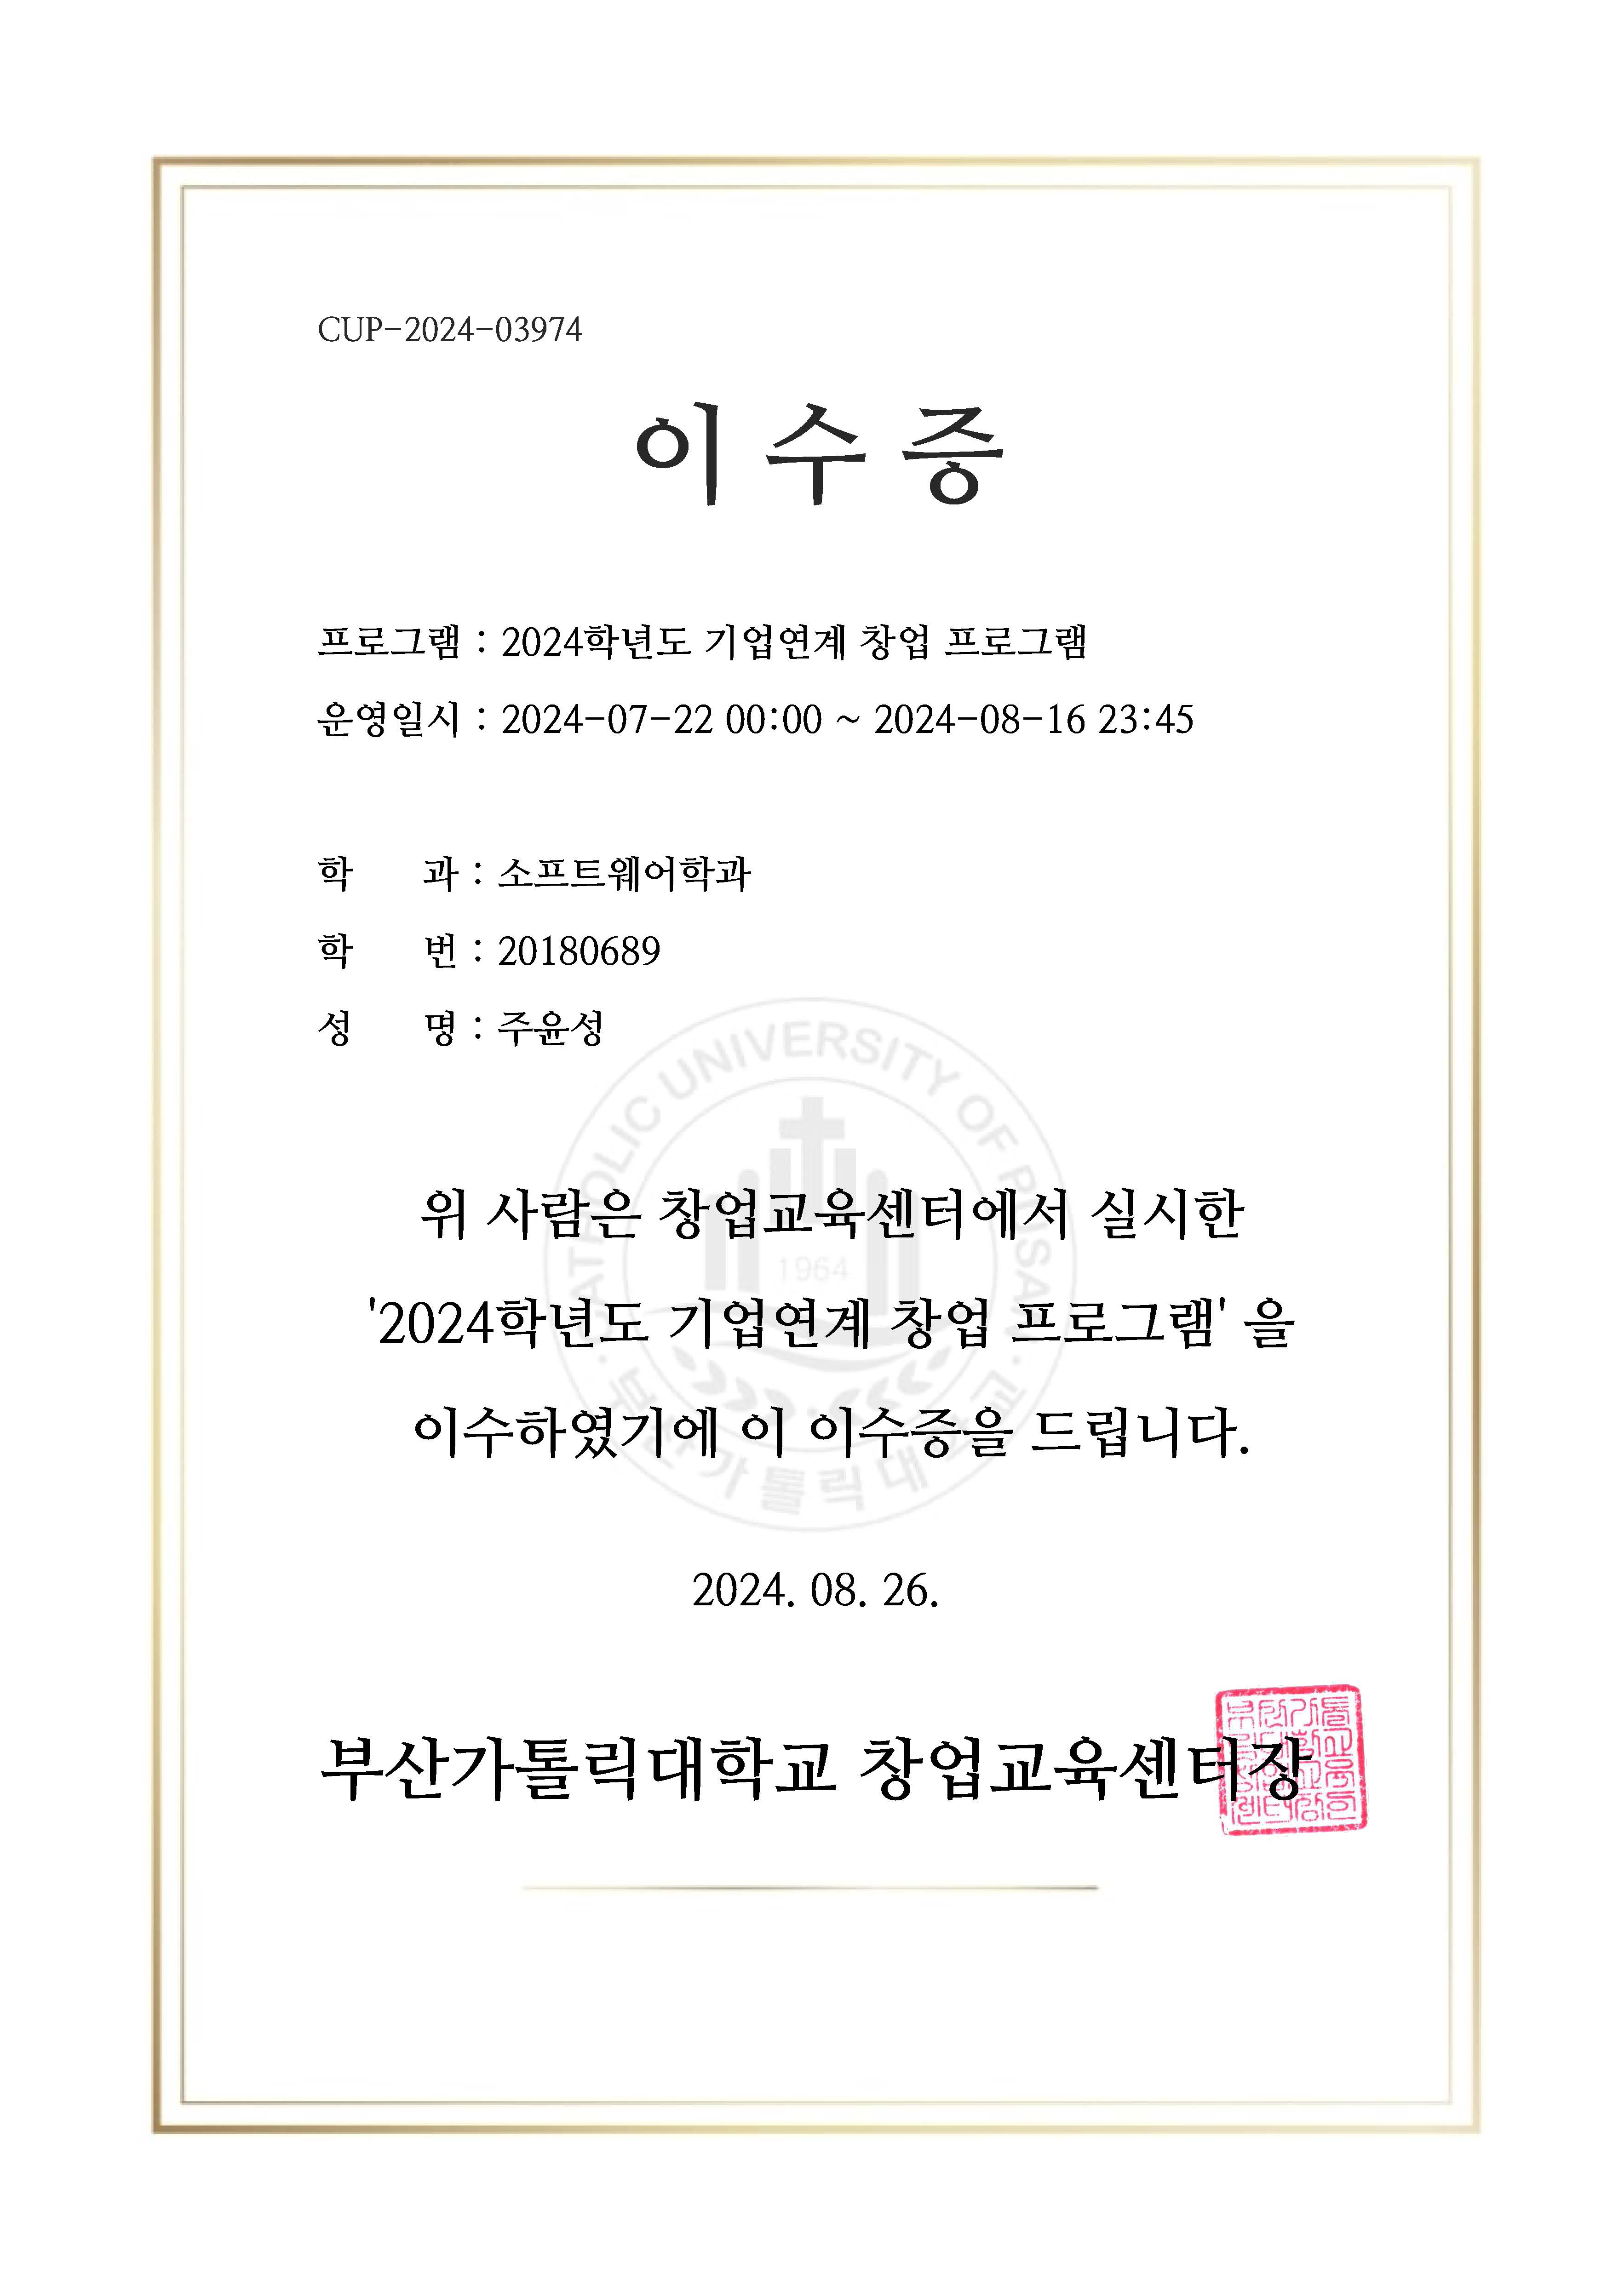 CUP-2024-03974
이 수 증
프로그램 : 2024학년도 기업연계 창업 프로그램
운영일시 : 2024-07-22 00:00 ~ 2024-08-16 23:45
학 과 : 소프트웨어학과
학 번 : 20180689
성 명 : 주윤성
CATHOLIC UNIVERSITY OF PUSAN
1964
부산가톨릭대학교
위 사람은 창업교육센터에서 실시한
'2024학년도 기업연계 창업 프로그램' 을
이수하였기에 이 이수증을 드립니다.
2024. 08. 26.
부산가톨릭대학교 창업교육센터장